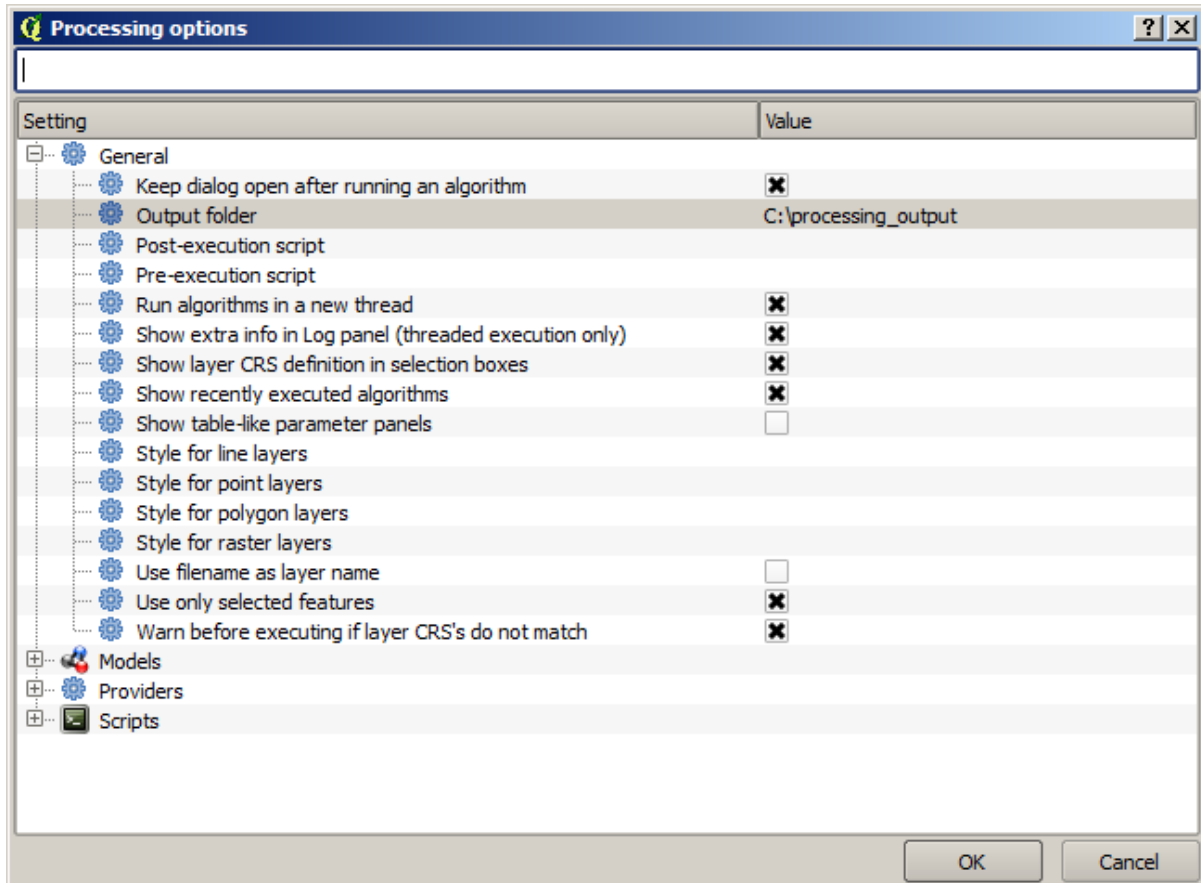 Processing options
Setting Value
General
Keep dialog open after running an algorithm
Output folder C:\processing_output
Post-execution script
Pre-execution script
Run algorithms in a new thread
Show extra info in Log panel (threaded execution only)
Show layer CRS definition in selection boxes
Show recently executed algorithms
Show table-like parameter panels
Style for line layers
Style for point layers
Style for polygon layers
Style for raster layers
Use filename as layer name
Use only selected features
Warn before executing if layer CRS's do not match
Models
Providers
Scripts
OK Cancel